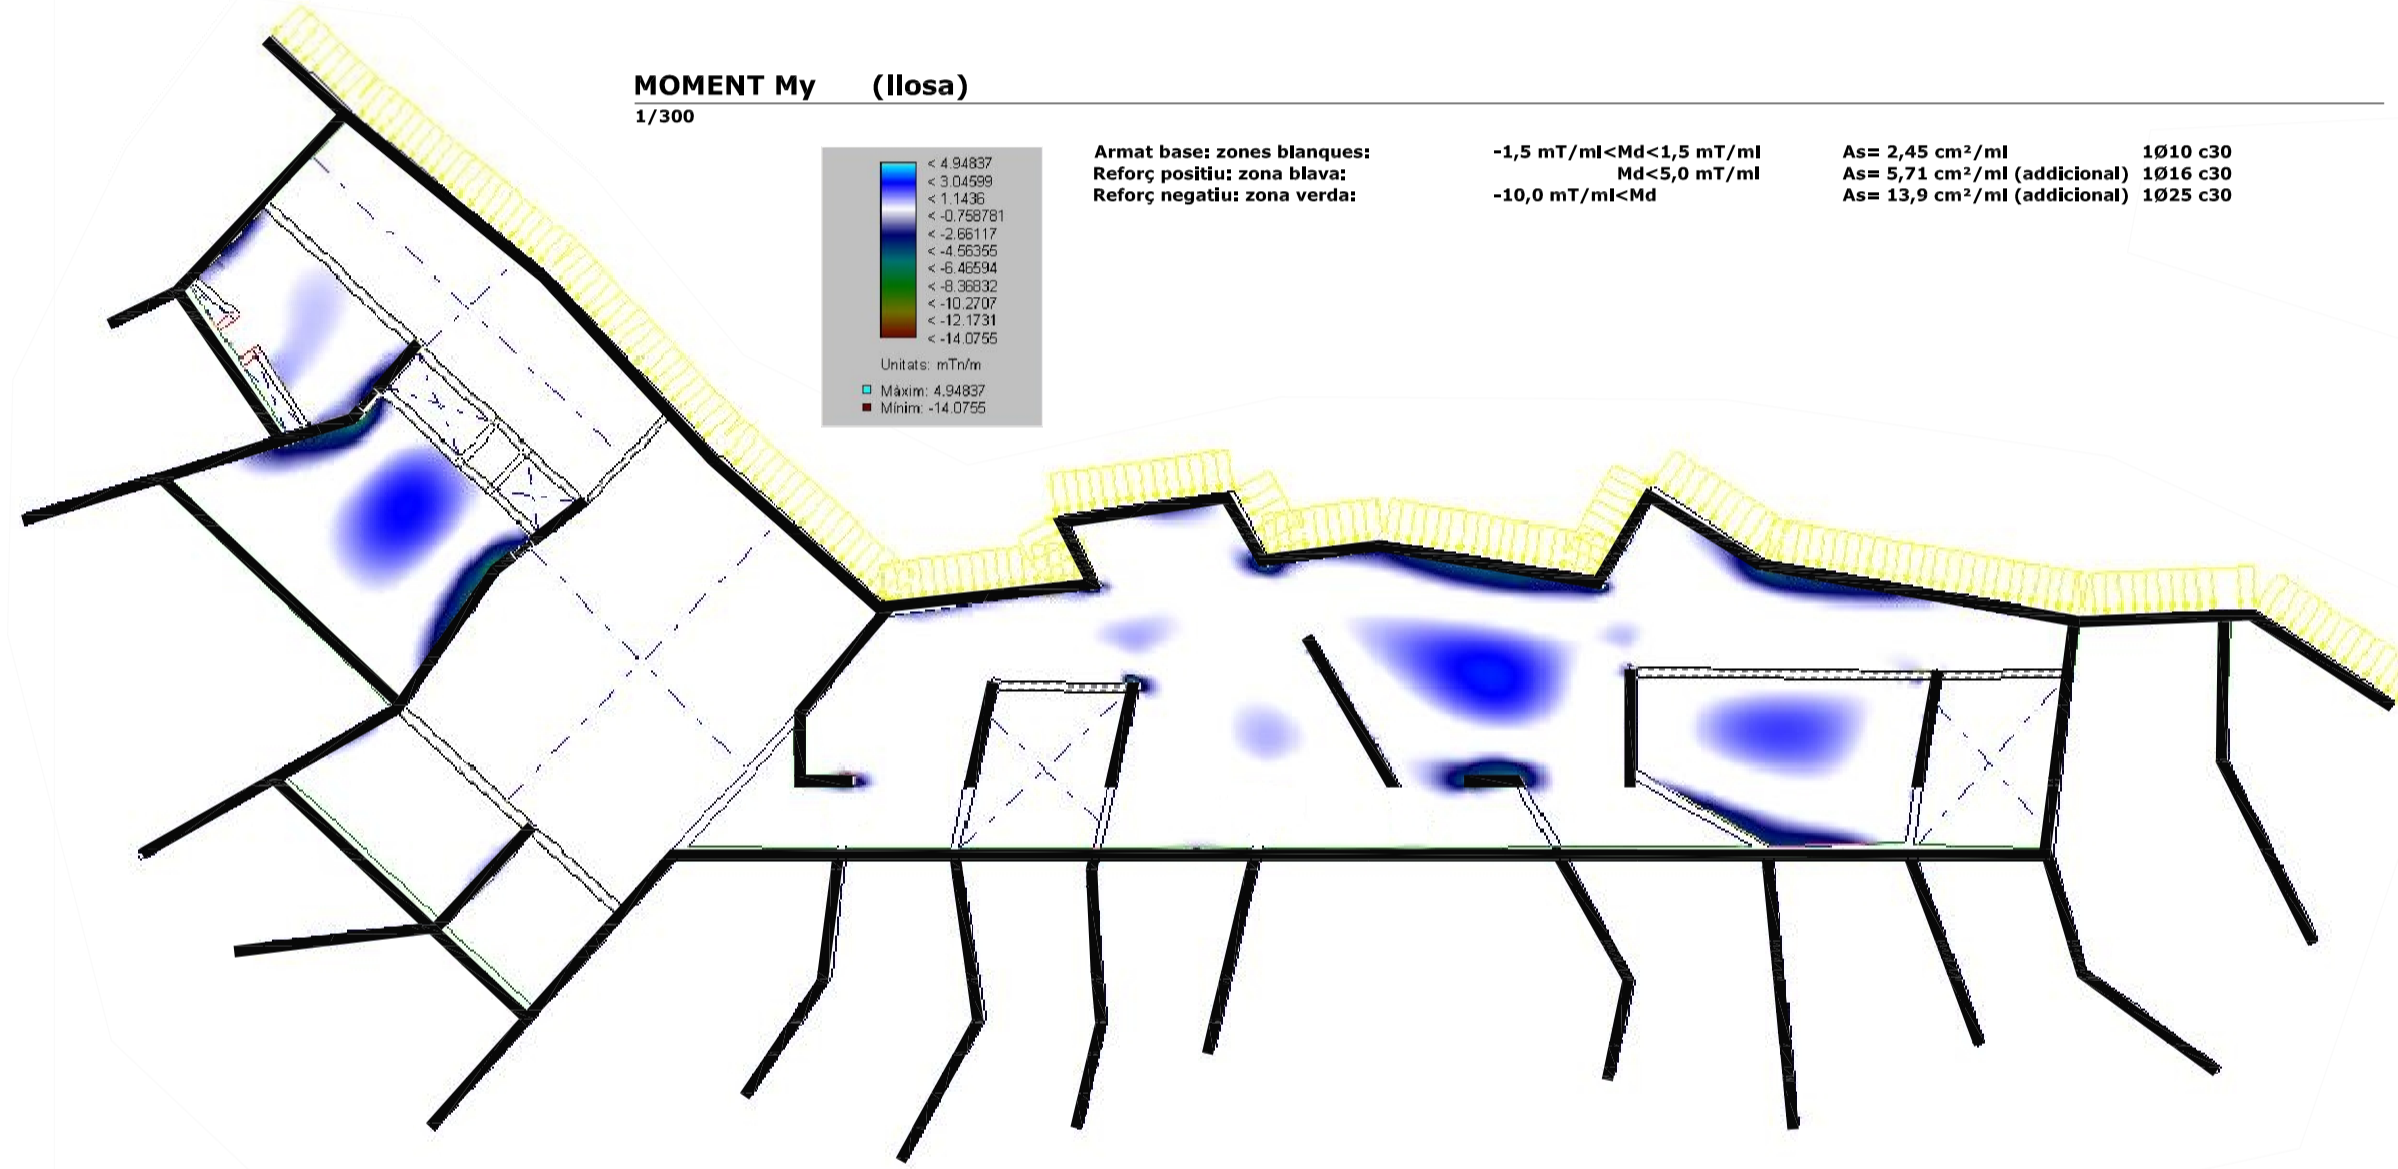 MOMENT My (llosa)
1/300
Armat base: zones blanques: -1,5 mT/ml<Md<1,5 mT/ml As= 2,45 cm²/ml 1Ø10 c30
Reforç positiu: zona blava: Md<5,0 mT/ml As= 5,71 cm²/ml (addicional) 1Ø16 c30
Reforç negatiu: zona verda: -10,0 mT/ml<Md As= 13,9 cm²/ml (addicional) 1Ø25 c30
< 4.94837
< 3.04599
< 1.1436
< -0.758781
< -2.66117
< -4.56355
< -6.46594
< -8.36832
< -10.2707
< -12.1731
< -14.0755
Unitats: mTn/m
Màxim: 4.94837
Mínim: -14.0755